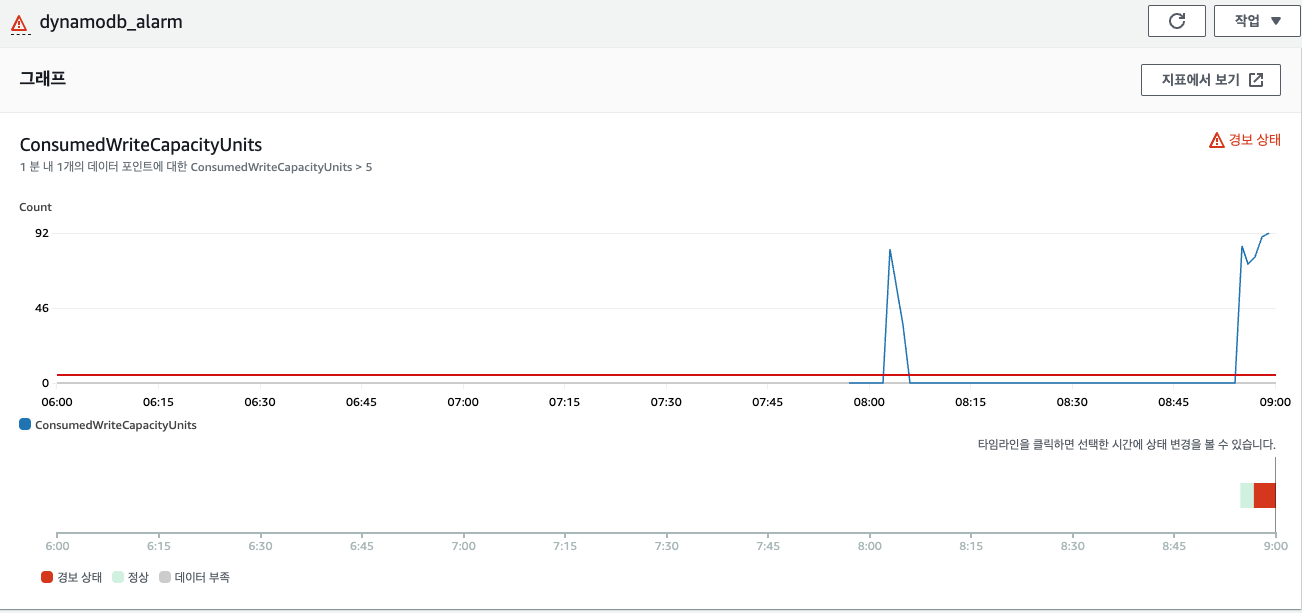 dynamodb_alarm
작업
그래프
지표에서 보기
ConsumedWriteCapacityUnits
경보 상태
1 분 내 1개의 데이터 포인트에 대한 ConsumedWriteCapacityUnits > 5
Count
92
46
0
06:00 06:15 06:30 06:45 07:00 07:15 07:30 07:45 08:00 08:15 08:30 08:45 09:00
ConsumedWriteCapacityUnits
타임라인을 클릭하면 선택한 시간에 상태 변경을 볼 수 있습니다.
6:00 6:15 6:30 6:45 7:00 7:15 7:30 7:45 8:00 8:15 8:30 8:45 9:00
경보 상태 정상 데이터 부족